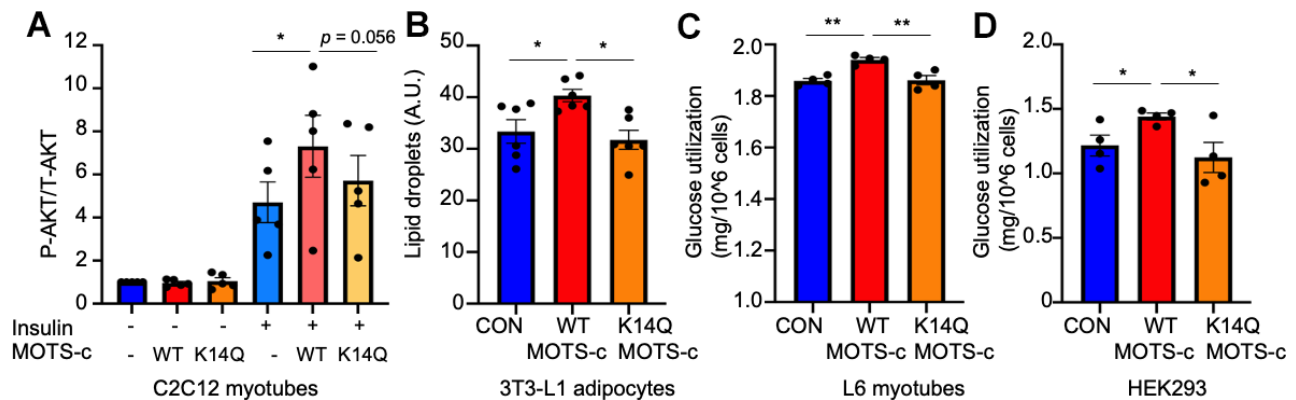 A
P-AKT/T-AKT
12
10
8
6
4
2
0
*
p = 0.056
Insulin - - - + + +
MOTS-c - WT K14Q - WT K14Q
C2C12 myotubes
B
Lipid droplets (A.U.)
50
40
30
20
10
0
* *
CON WT K14Q
MOTS-c MOTS-c
3T3-L1 adipocytes
C
Glucose utilization
(mg/10^6 cells)
2.0
1.8
1.6
1.4
1.2
1.0
** **
CON WT K14Q
MOTS-c MOTS-c
L6 myotubes
D
Glucose utilization
(mg/10^6 cells)
2.0
1.5
1.0
0.5
0
* *
CON WT K14Q
MOTS-c MOTS-c
HEK293